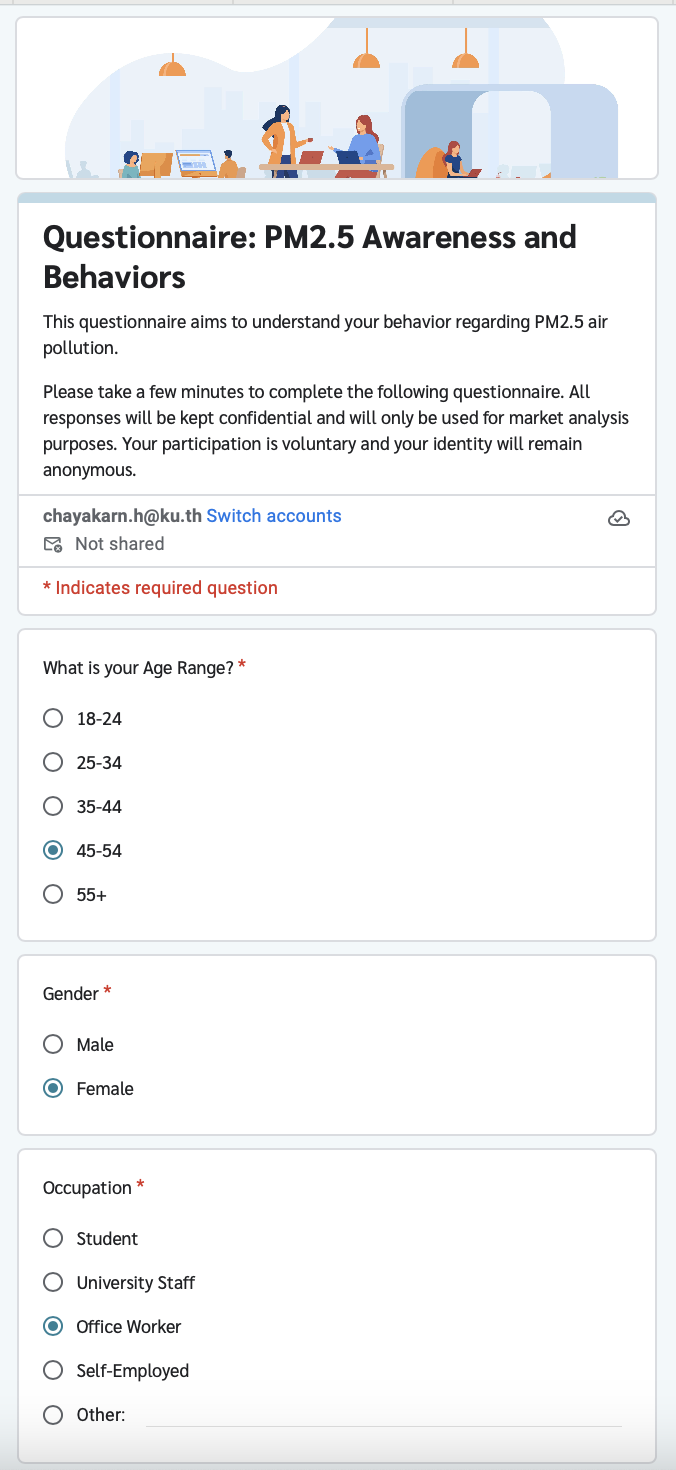 Questionnaire: PM2.5 Awareness and
Behaviors
This questionnaire aims to understand your behavior regarding PM2.5 air
pollution.
Please take a few minutes to complete the following questionnaire. All
responses will be kept confidential and will only be used for market analysis
purposes. Your participation is voluntary and your identity will remain
anonymous.
chayakarn.h@ku.th Switch accounts
Not shared
* Indicates required question
What is your Age Range? *
18-24
25-34
35-44
45-54
55+
Gender *
Male
Female
Occupation *
Student
University Staff
Office Worker
Self-Employed
Other: